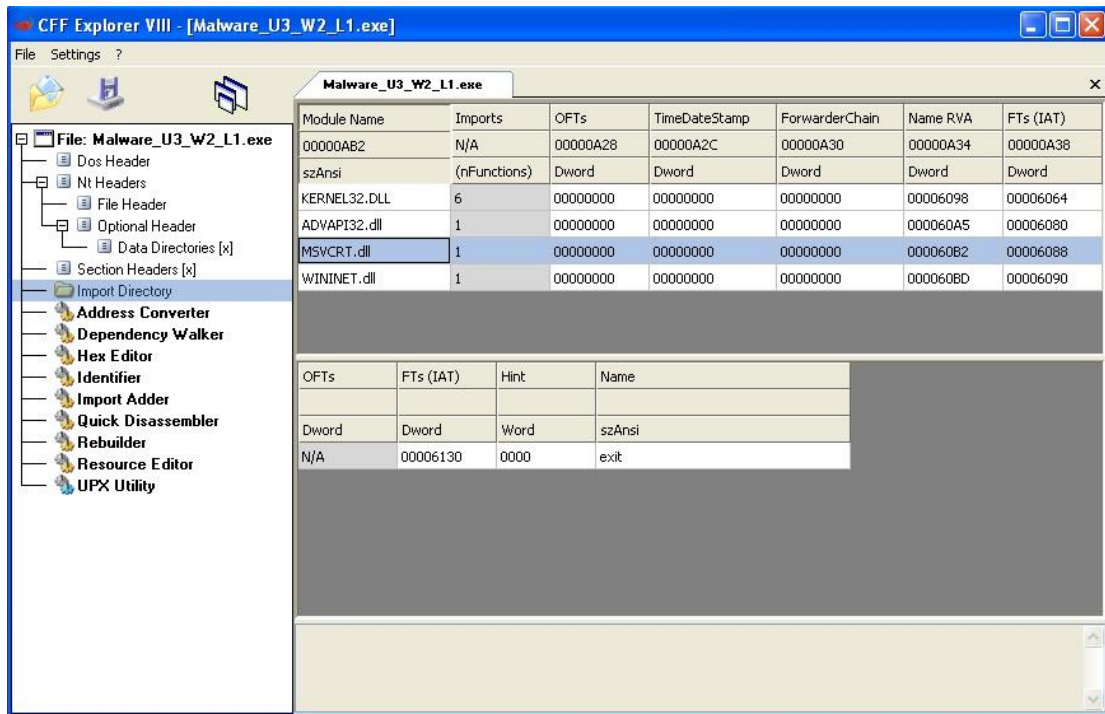 CFF Explorer VIII - [Malware_U3_W2_L1.exe]
File Settings ?
Malware_U3_W2_L1.exe
File: Malware_U3_W2_L1.exe
Dos Header
Nt Headers
File Header
Optional Header
Data Directories [x]
Section Headers [x]
Import Directory
Address Converter
Dependency Walker
Hex Editor
Identifier
Import Adder
Quick Disassembler
Rebuilder
Resource Editor
UPX Utility
Module Name Imports OFTs TimeDateStamp ForwarderChain Name RVA FTs (IAT)
00000AB2 N/A 00000A28 00000A2C 00000A30 00000A34 00000A38
szAnsi (nFunctions) Dword Dword Dword Dword Dword
KERNEL32.DLL 6 00000000 00000000 00000000 00006098 00006064
ADVAPI32.dll 1 00000000 00000000 00000000 000060A5 00006080
MSVCRT.dll 1 00000000 00000000 00000000 000060B2 00006088
WININET.dll 1 00000000 00000000 00000000 000060BD 00006090
OFTs FTs (IAT) Hint Name
Dword Dword Word szAnsi
N/A 00006130 0000 exit